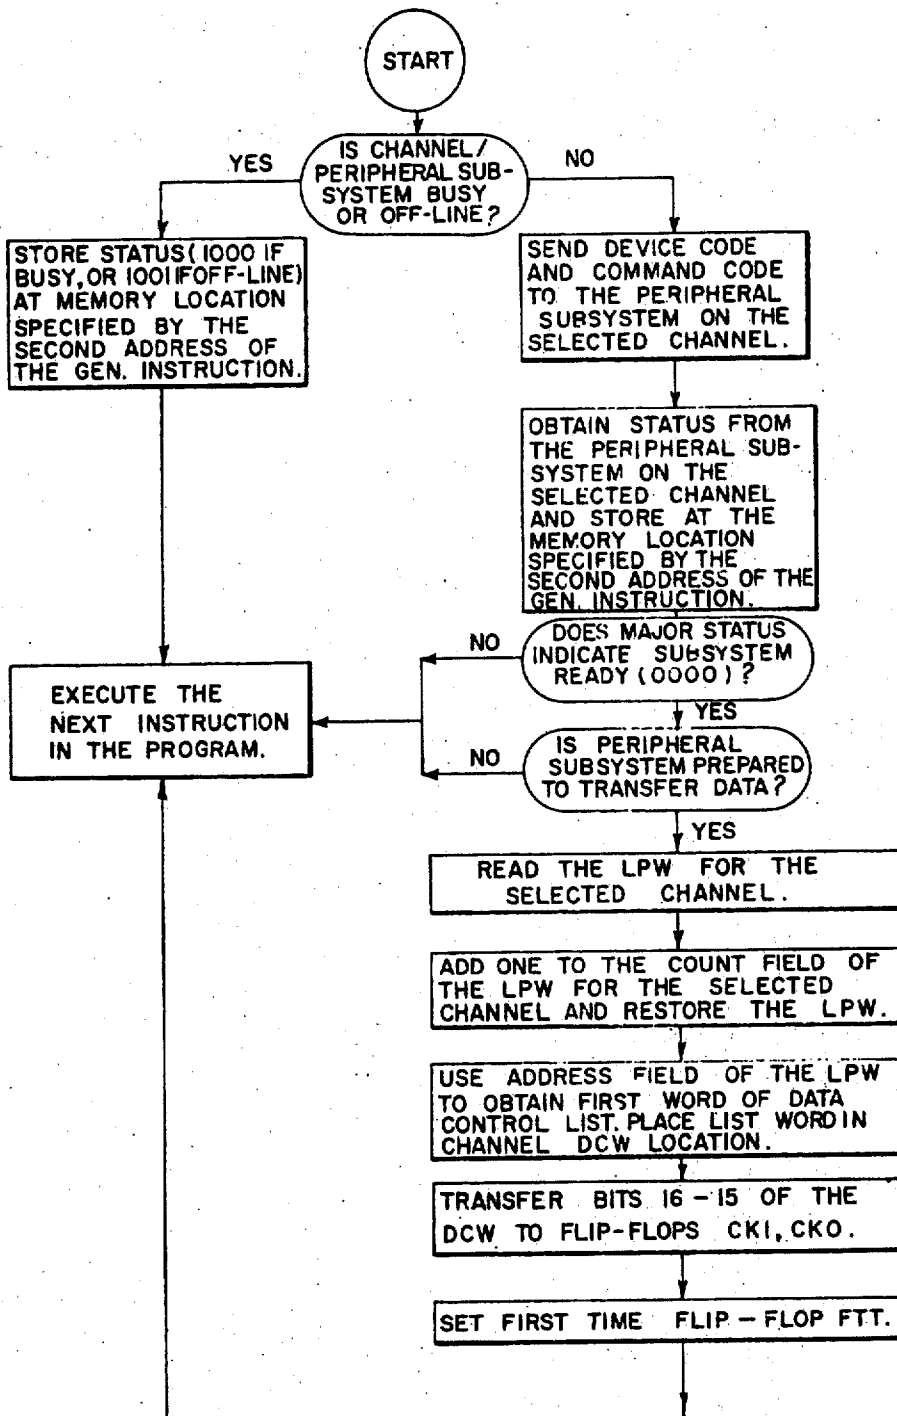 START
IS CHANNEL/
PERIPHERAL SUB-
SYSTEM BUSY
OR OFF-LINE?
YES
NO
STORE STATUS(1000 IF
BUSY, OR 1001 IF OFF-LINE)
AT MEMORY LOCATION
SPECIFIED BY THE
SECOND ADDRESS OF
THE GEN. INSTRUCTION.
SEND DEVICE CODE
AND COMMAND CODE
TO THE PERIPHERAL
SUBSYSTEM ON THE
SELECTED CHANNEL.
OBTAIN STATUS FROM
THE PERIPHERAL SUB-
SYSTEM ON THE
SELECTED CHANNEL
AND STORE AT THE
MEMORY LOCATION
SPECIFIED BY THE
SECOND ADDRESS OF THE
GEN. INSTRUCTION.
DOES MAJOR STATUS
INDICATE SUBSYSTEM
READY (0000)?
NO
YES
EXECUTE THE
NEXT INSTRUCTION
IN THE PROGRAM.
IS PERIPHERAL
SUBSYSTEM PREPARED
TO TRANSFER DATA?
NO
YES
READ THE LPW FOR THE
SELECTED CHANNEL.
ADD ONE TO THE COUNT FIELD OF
THE LPW FOR THE SELECTED
CHANNEL AND RESTORE THE LPW.
USE ADDRESS FIELD OF THE LPW
TO OBTAIN FIRST WORD OF DATA
CONTROL LIST. PLACE LIST WORD IN
CHANNEL DCW LOCATION.
TRANSFER BITS 16-15 OF THE
DCW TO FLIP-FLOPS CK1, CKO.
SET FIRST TIME FLIP-FLOP FTT.